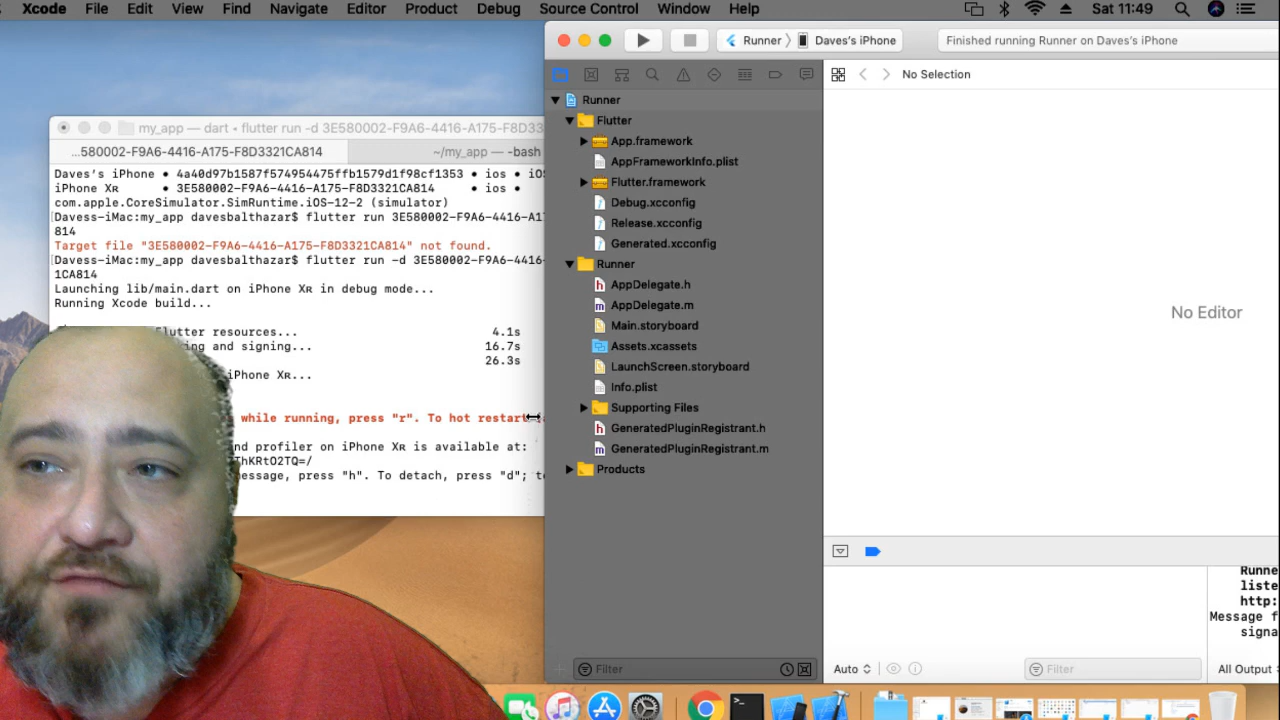 Xcode File Edit View Find Navigate Editor Product Debug Source Control Window Help Sat 11:49
Runner Daves's iPhone Finished running Runner on Daves's iPhone
No Selection
my_app — dart • flutter run -d 3E580002-F9A6-4416-A175-F8D33
...580002-F9A6-4416-A175-F8D3321CA814 ~/my_app — -bash
Daves's iPhone • 4a40d97b1587f574954475ffb1579d1f98cf1353 • ios • iO
iPhone Xʀ • 3E580002-F9A6-4416-A175-F8D3321CA814 • ios •
com.apple.CoreSimulator.SimRuntime.iOS-12-2 (simulator)
Davess-iMac:my_app davesbalthazar$ flutter run 3E580002-F9A6-4416-A17
814
Target file "3E580002-F9A6-4416-A175-F8D3321CA814" not found.
Davess-iMac:my_app davesbalthazar$ flutter run -d 3E580002-F9A6-4416-
1CA814
Launching lib/main.dart on iPhone Xʀ in debug mode...
Running Xcode build...
Flutter resources... 4.1s
ing and signing... 16.7s
26.3s
iPhone Xʀ...
while running, press "r". To hot restart
nd profiler on iPhone Xʀ is available at:
ThKRtO2TQ=/
message, press "h". To detach, press "d"; to
Runner
Flutter
App.framework
AppFrameworkInfo.plist
Flutter.framework
Debug.xcconfig
Release.xcconfig
Generated.xcconfig
Runner
AppDelegate.h
AppDelegate.m
Main.storyboard
Assets.xcassets
LaunchScreen.storyboard
Info.plist
Supporting Files
GeneratedPluginRegistrant.h
GeneratedPluginRegistrant.m
Products
Filter
No Editor
Runne
liste
http:
Message f
signa
Auto Filter All Output